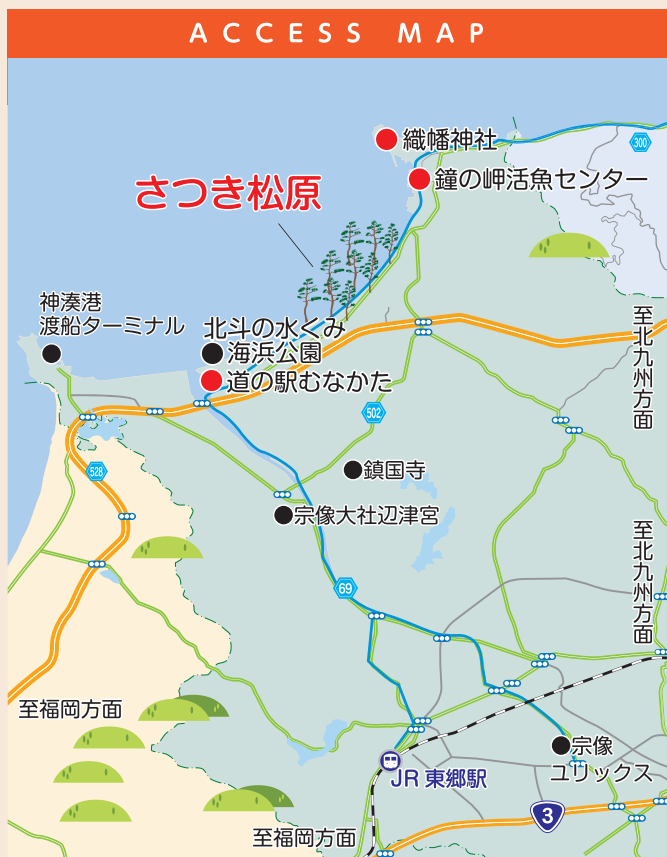 ACCESS MAP
織幡神社
300
鐘の岬活魚センター
さつき松原
神湊港
渡船ターミナル
北斗の水くみ
海浜公園
道の駅むなかた
至北九州方面
502
528
鎮国寺
宗像大社辺津宮
至北九州方面
69
至福岡方面
宗像
ユリックス
JR 東郷駅
3
至福岡方面